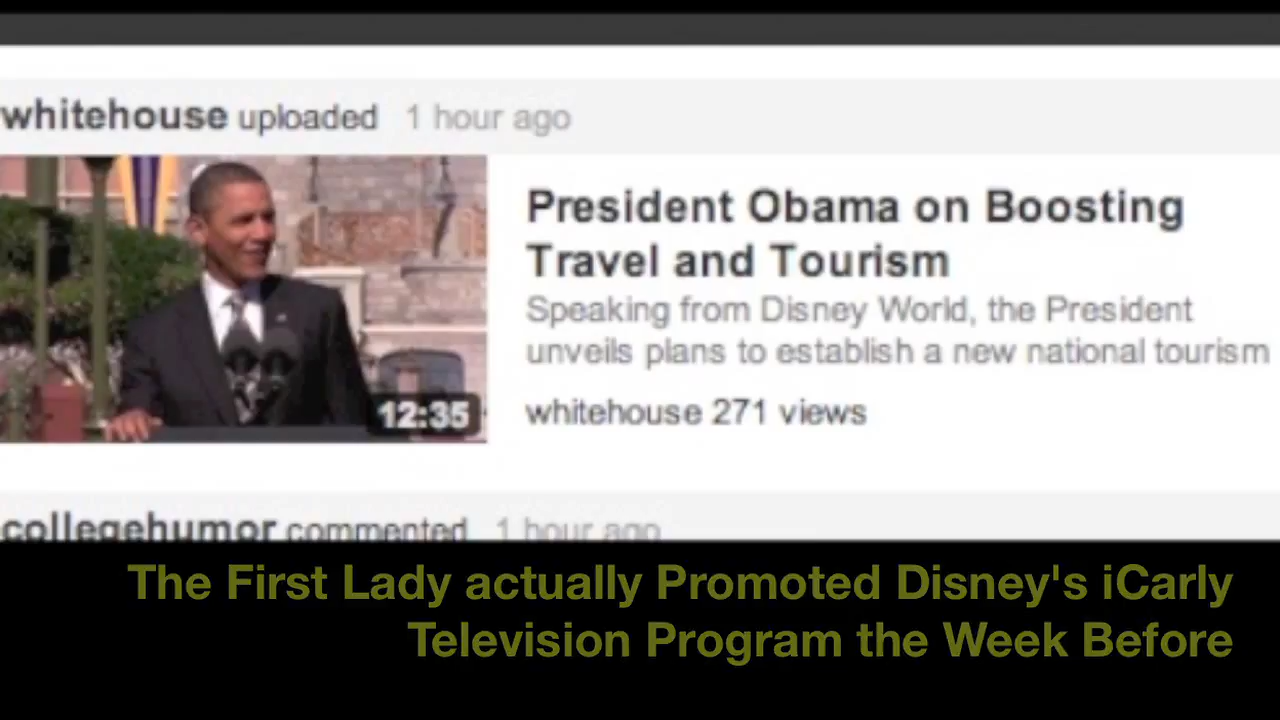 whitehouse uploaded 1 hour ago
12:35
President Obama on Boosting
Travel and Tourism
Speaking from Disney World, the President
unveils plans to establish a new national tourism
whitehouse 271 views
collegehumor commented 1 hour ago
The First Lady actually Promoted Disney's iCarly
Television Program the Week Before